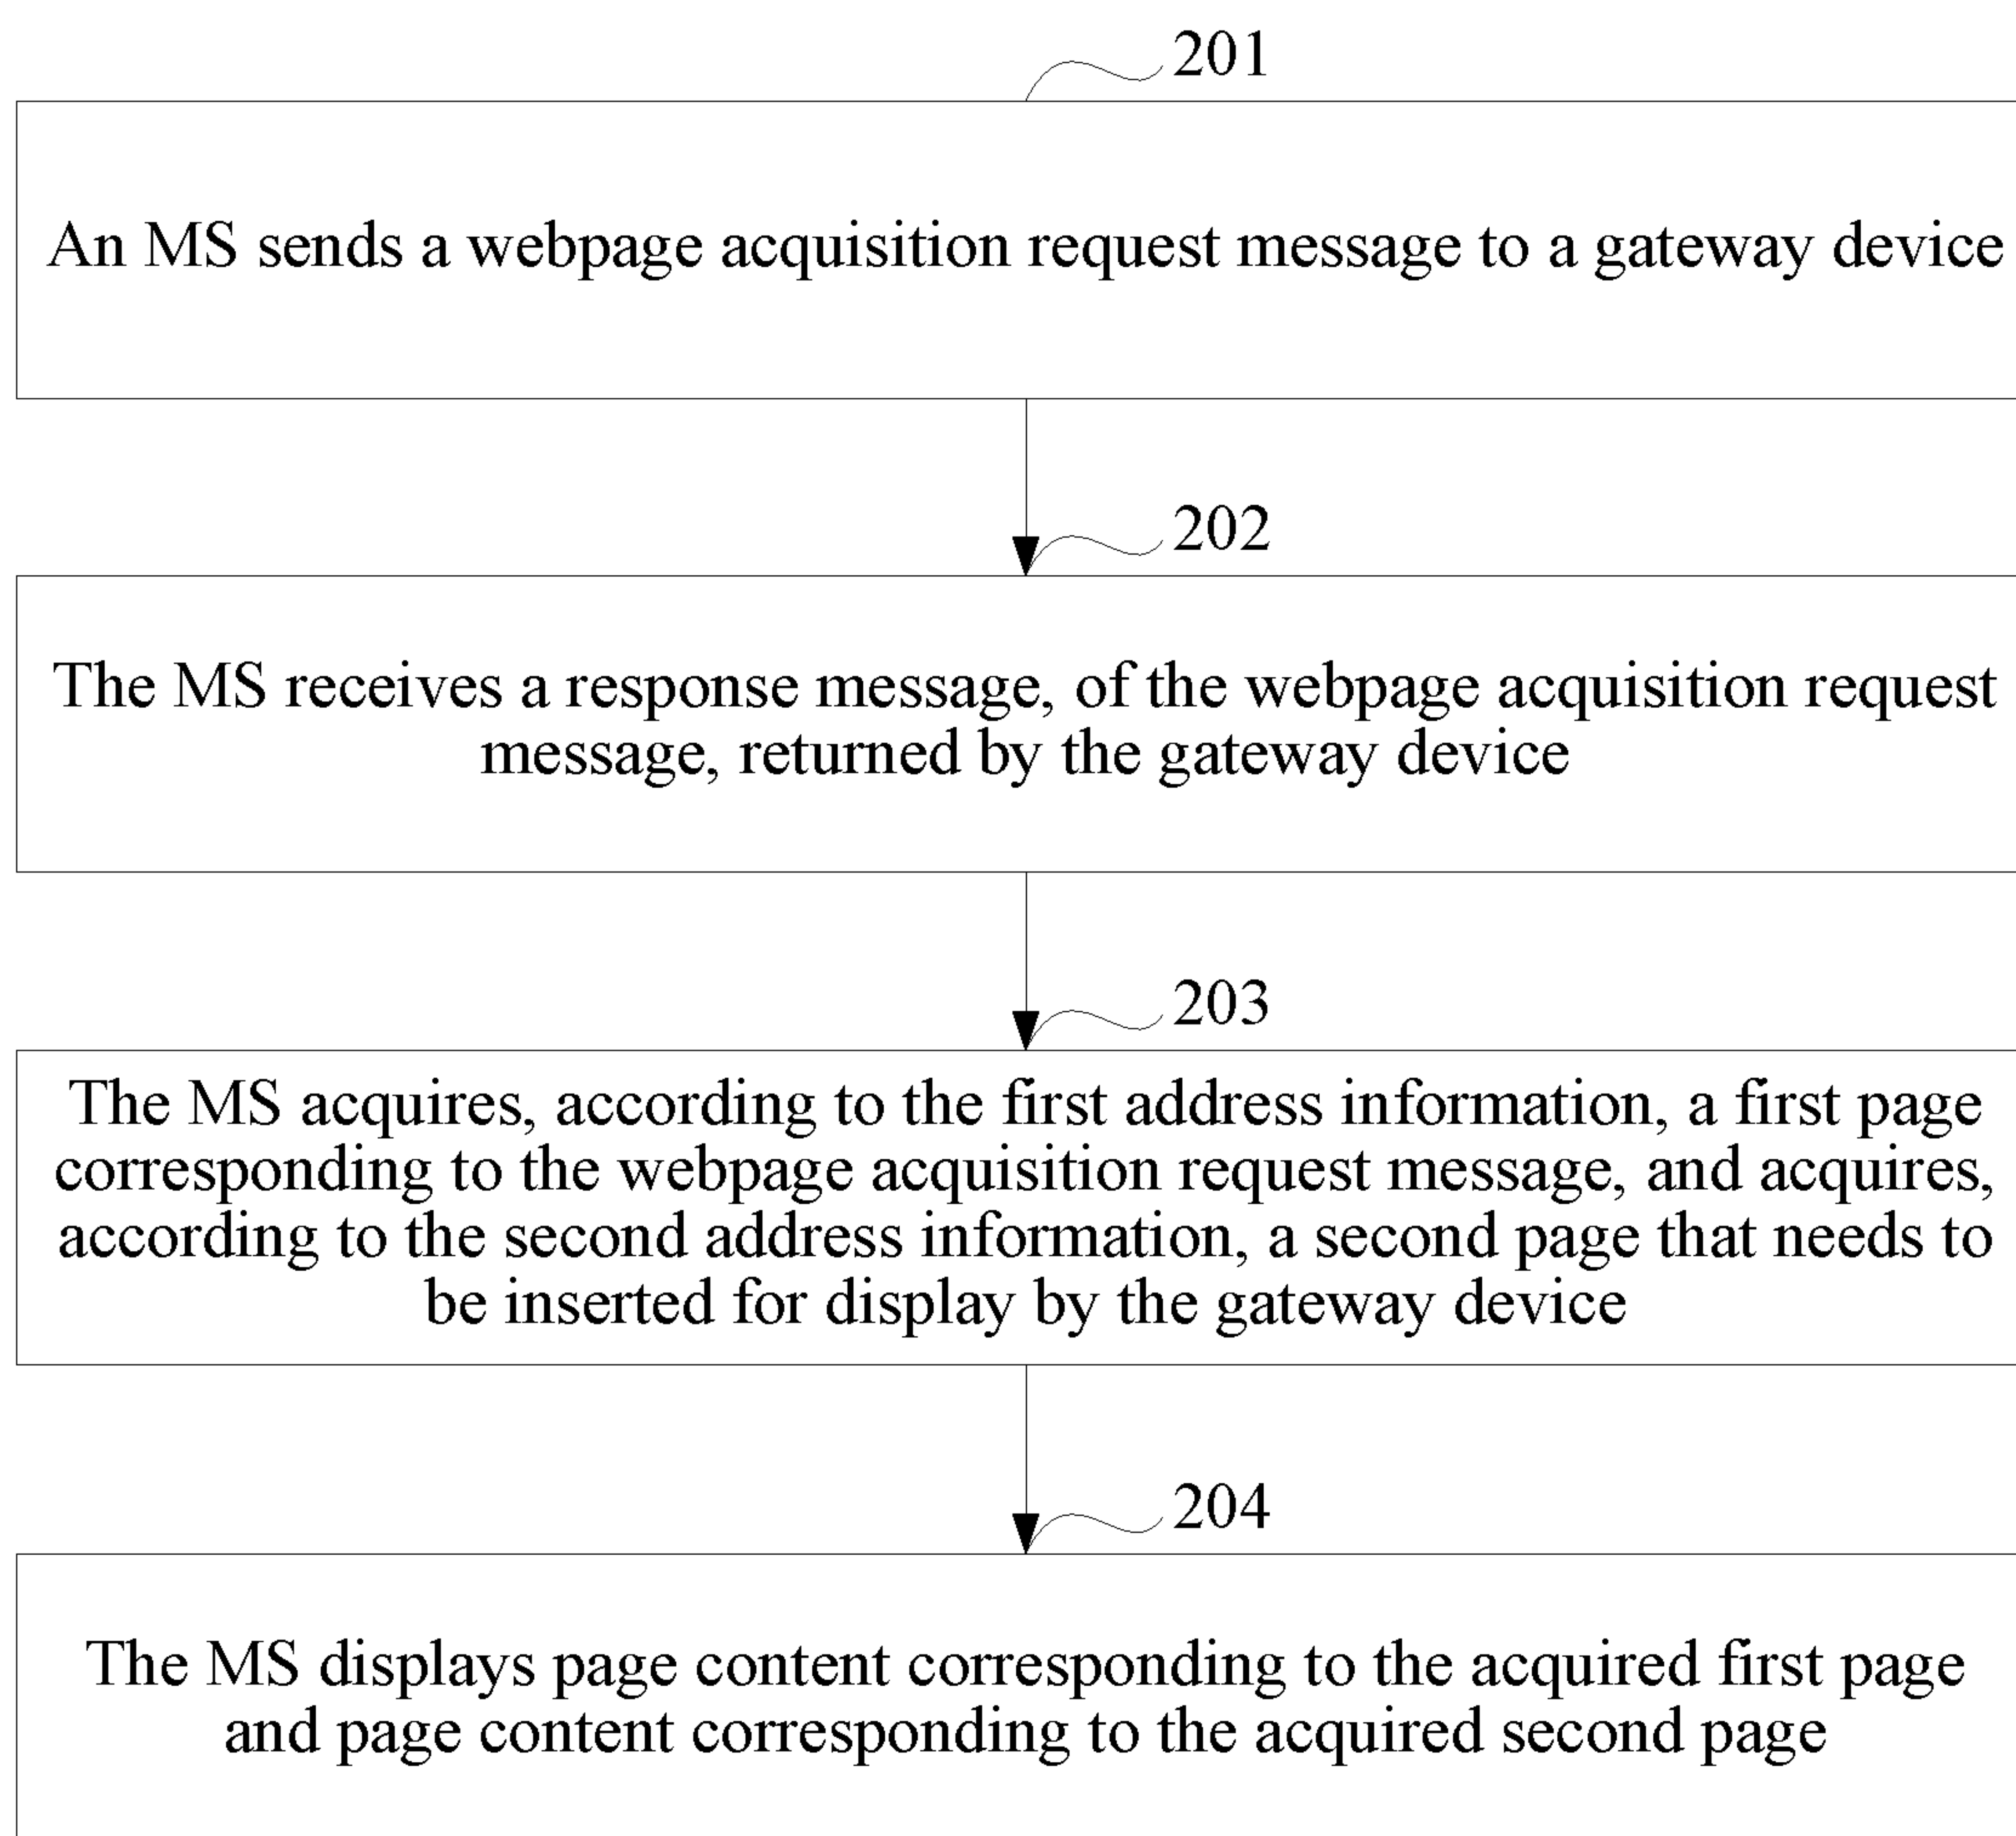 201
An MS sends a webpage acquisition request message to a gateway device
202
The MS receives a response message, of the webpage acquisition request
message, returned by the gateway device
203
The MS acquires, according to the first address information, a first page
corresponding to the webpage acquisition request message, and acquires,
according to the second address information, a second page that needs to
be inserted for display by the gateway device
204
The MS displays page content corresponding to the acquired first page
and page content corresponding to the acquired second page